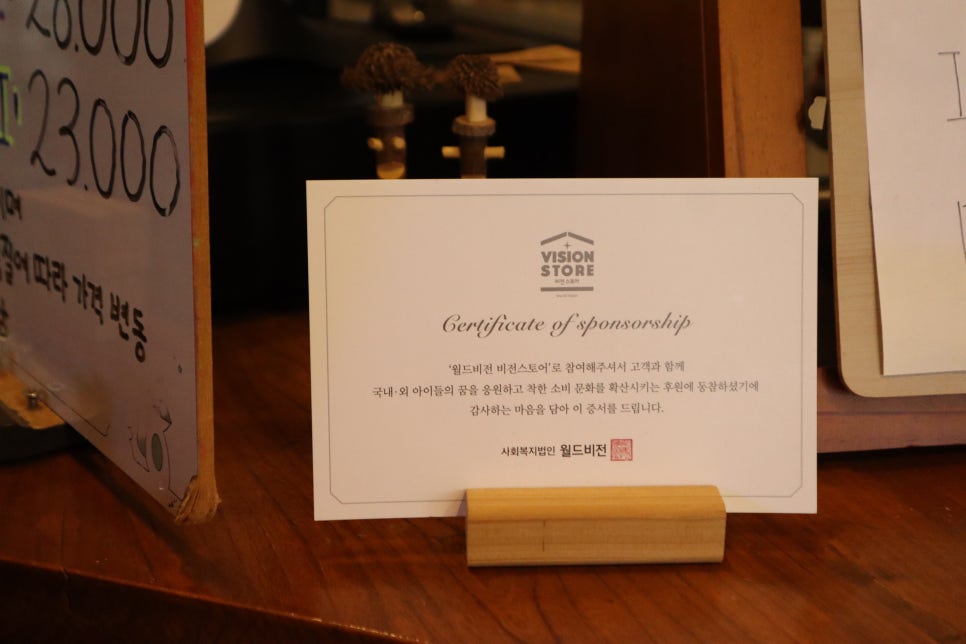 28.000
23.000
따라 가격 변동
VISION
STORE
비전스토어
World Vision
Certificate of sponsorship
‘월드비전 비전스토어’로 참여해주셔서 고객과 함께
국내·외 아이들의 꿈을 응원하고 착한 소비 문화를 확산시키는 후원에 동참하셨기에
감사하는 마음을 담아 이 증서를 드립니다.
사회복지법인 월드비전